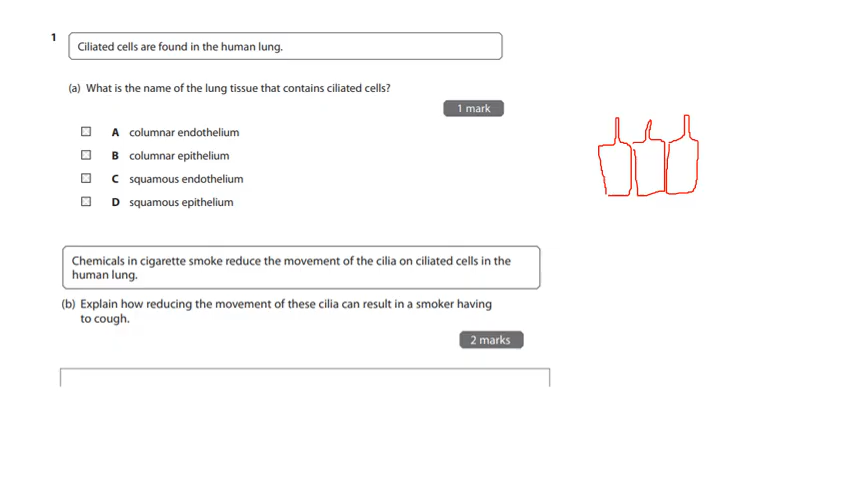 1
Ciliated cells are found in the human lung.
(a) What is the name of the lung tissue that contains ciliated cells?
1 mark
A columnar endothelium
B columnar epithelium
C squamous endothelium
D squamous epithelium
Chemicals in cigarette smoke reduce the movement of the cilia on ciliated cells in the
human lung.
(b) Explain how reducing the movement of these cilia can result in a smoker having
to cough.
2 marks